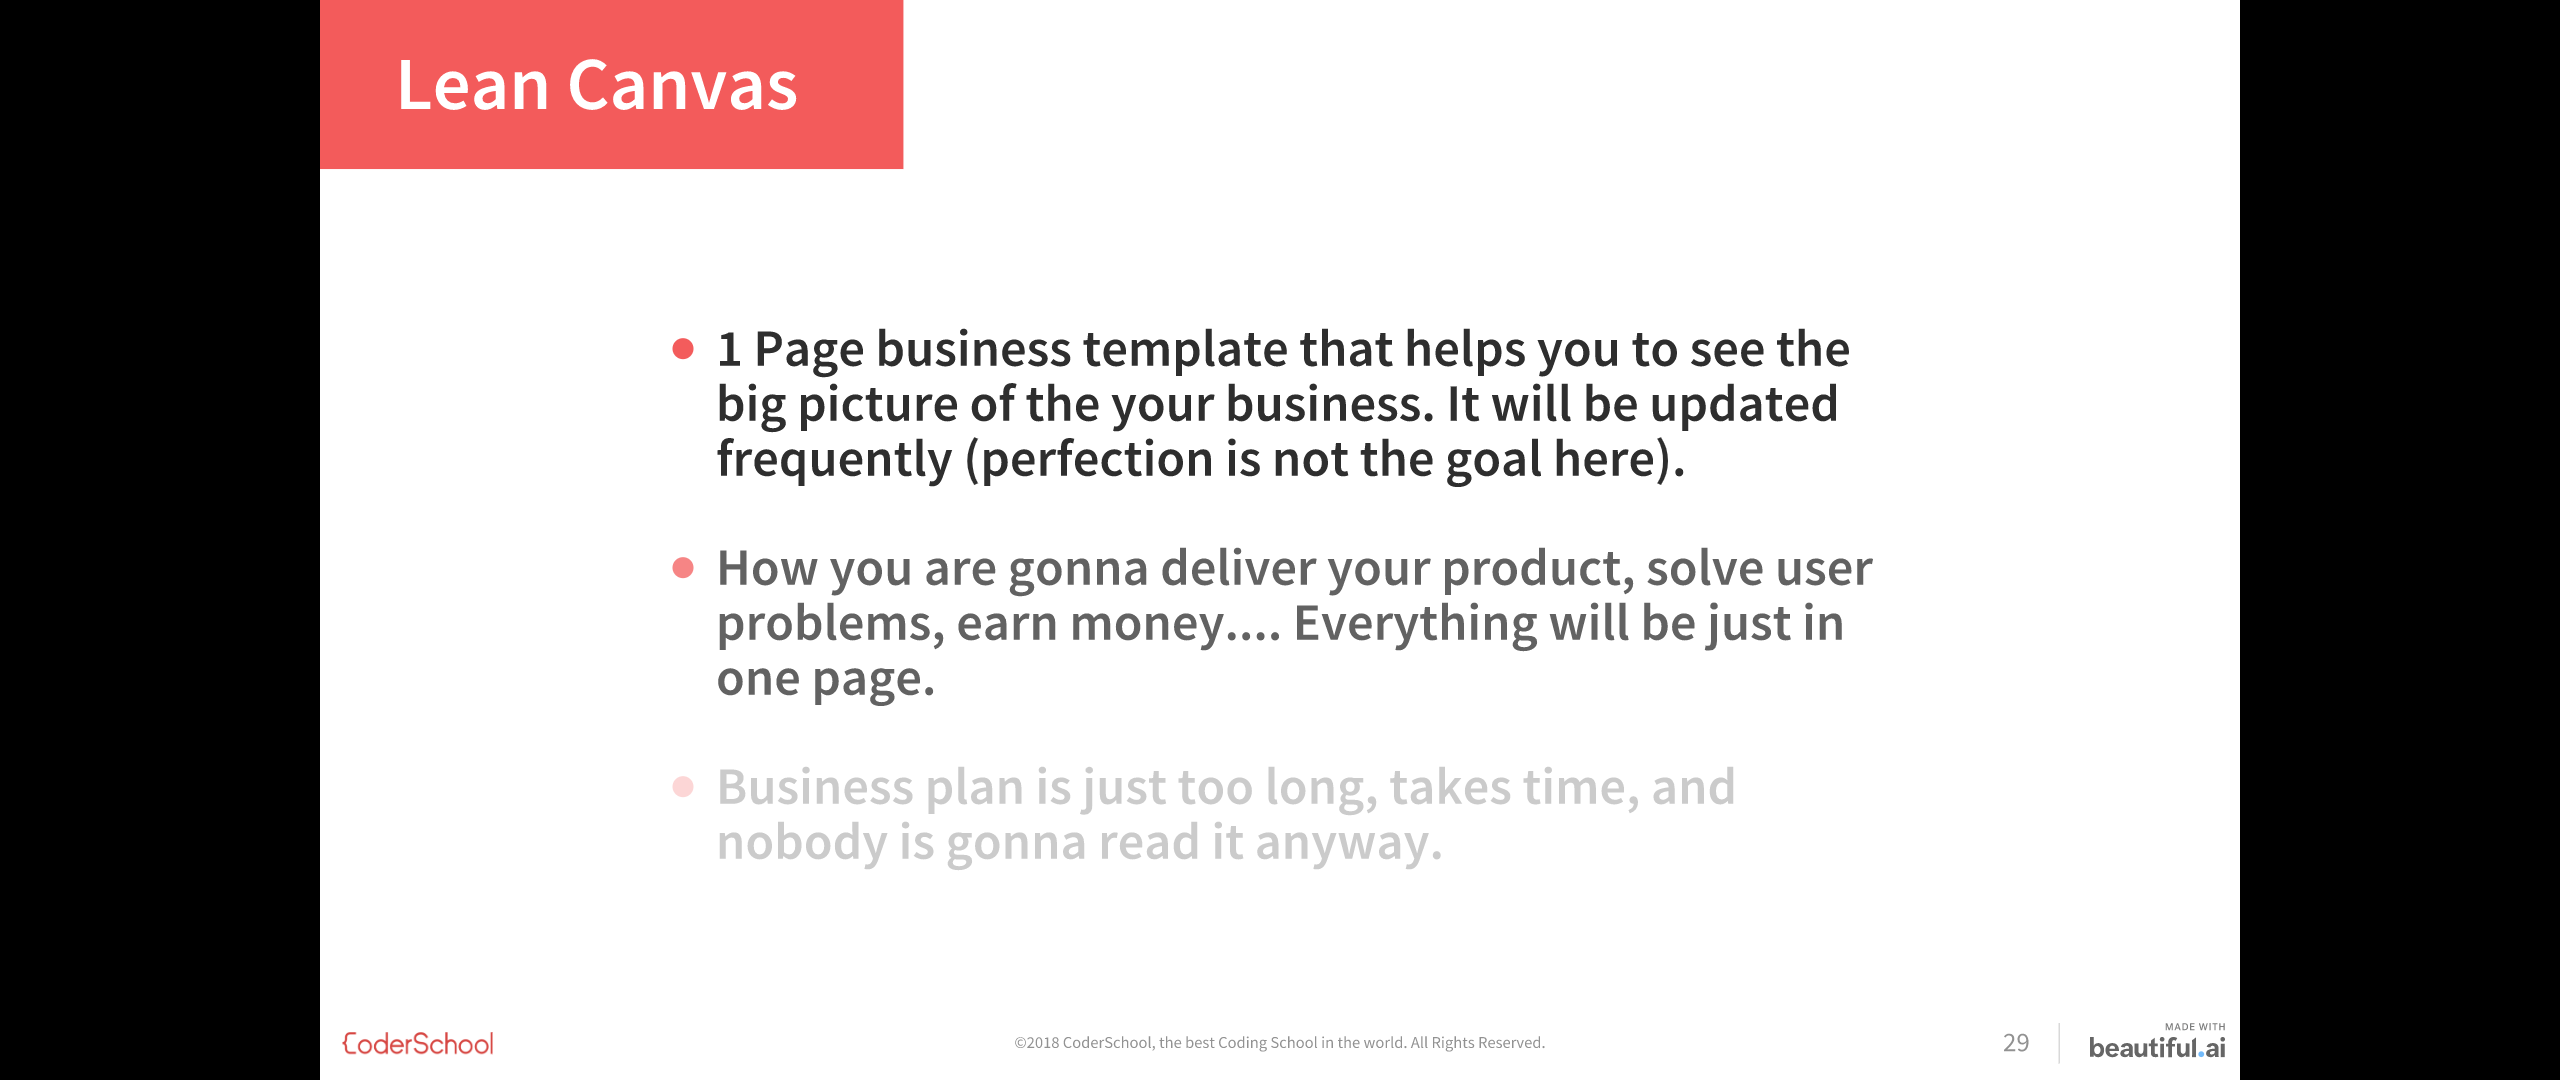 Lean Canvas
1 Page business template that helps you to see the
big picture of the your business. It will be updated
frequently (perfection is not the goal here).
How you are gonna deliver your product, solve user
problems, earn money.... Everything will be just in
one page.
Business plan is just too long, takes time, and
nobody is gonna read it anyway.
CoderSchool
©2018 CoderSchool, the best Coding School in the world. All Rights Reserved.
29
MADE WITH
beautiful.ai